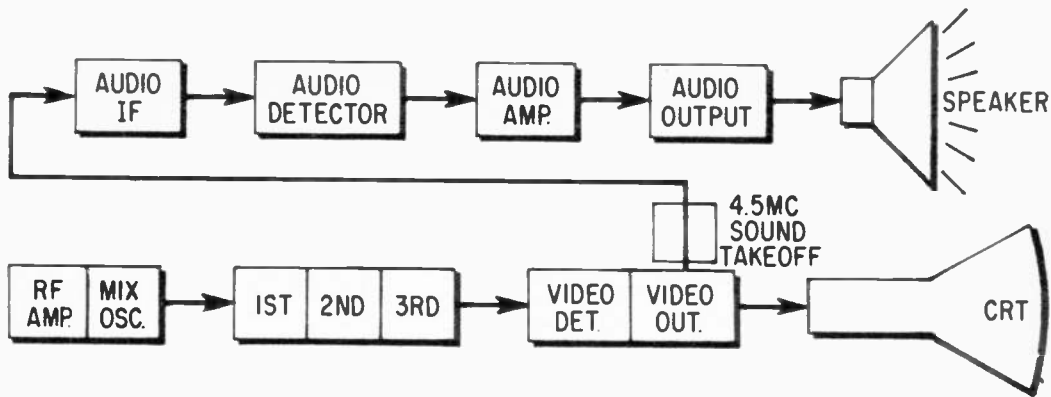 AUDIO
IF
AUDIO
DETECTOR
AUDIO
AMP.
AUDIO
OUTPUT
SPEAKER
4.5MC
SOUND
TAKEOFF
RF
AMP.
MIX
OSC.
1ST
2ND
3RD
VIDEO
DET.
VIDEO
OUT.
CRT